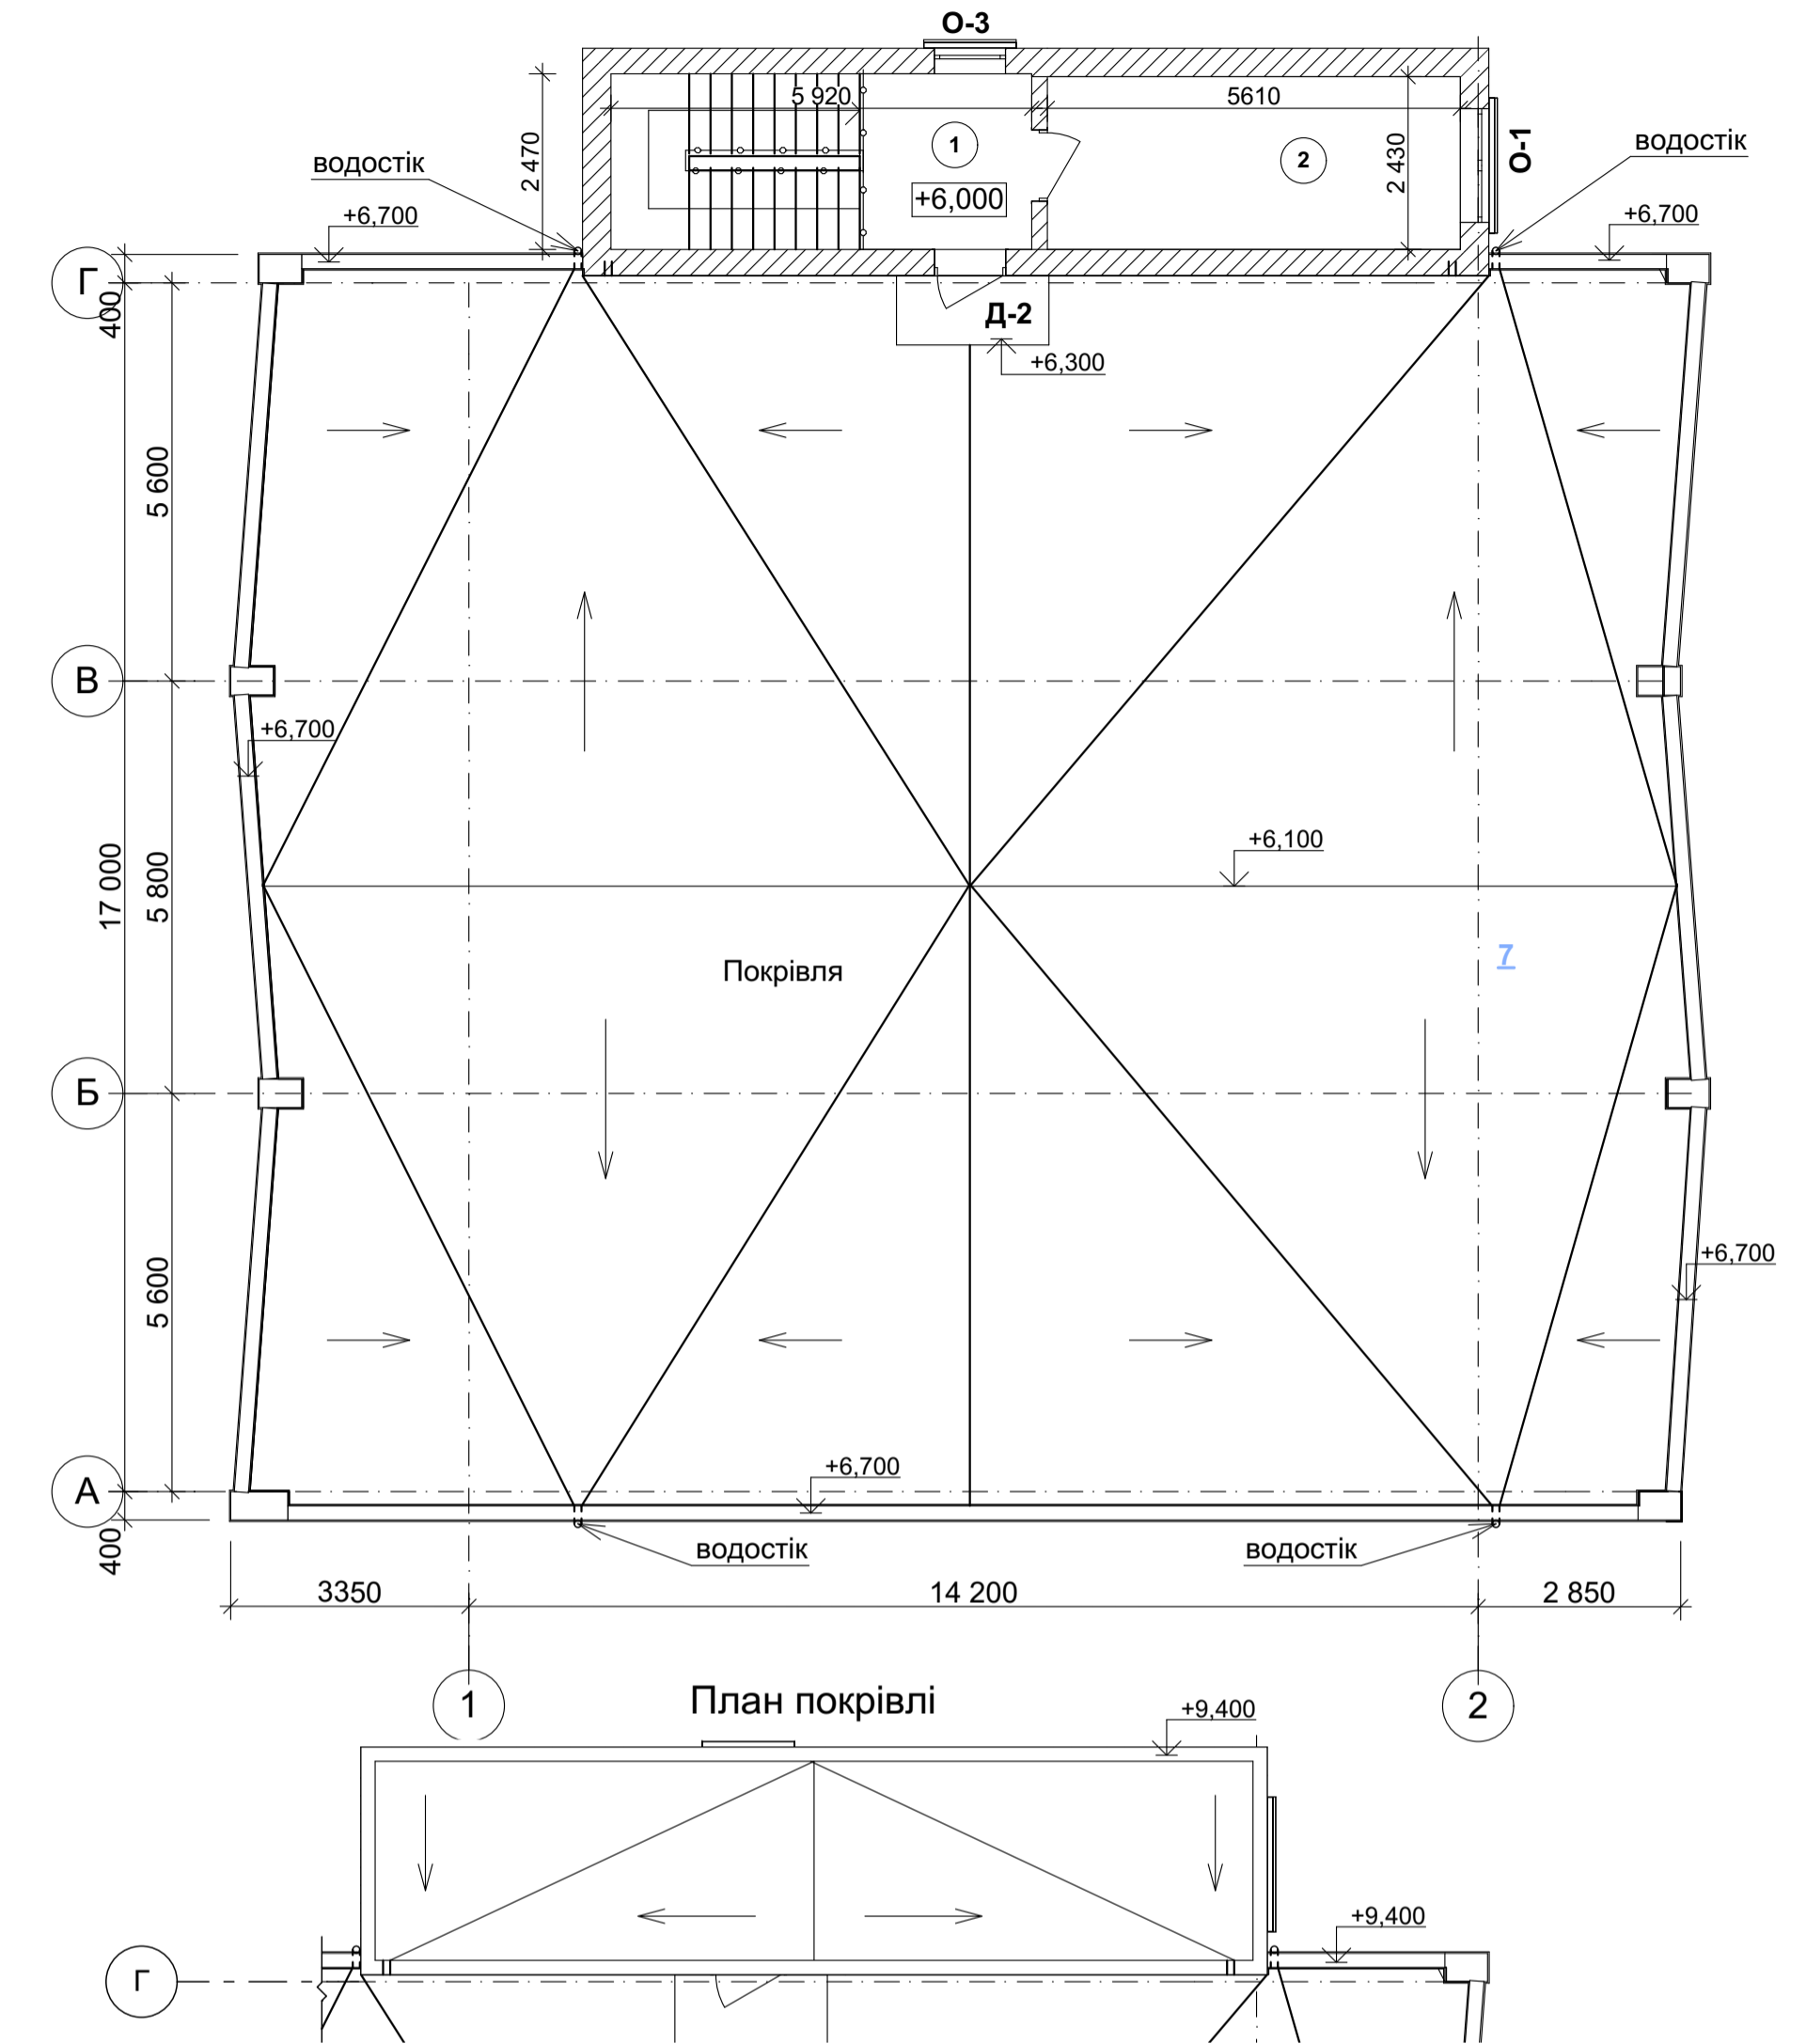 О-3
5 920
5610
1
2
О-1
2 470
2 430
водостік
водостік
+6,000
+6,700
+6,700
Г
400
Д-2
+6,300
5 600
В
+6,700
+6,100
17 000
5 800
7
Покрівля
Б
5 600
+6,700
+6,700
А
400
водостік
водостік
3350
14 200
2 850
1
План покрівлі
2
+9,400
+9,400
Г